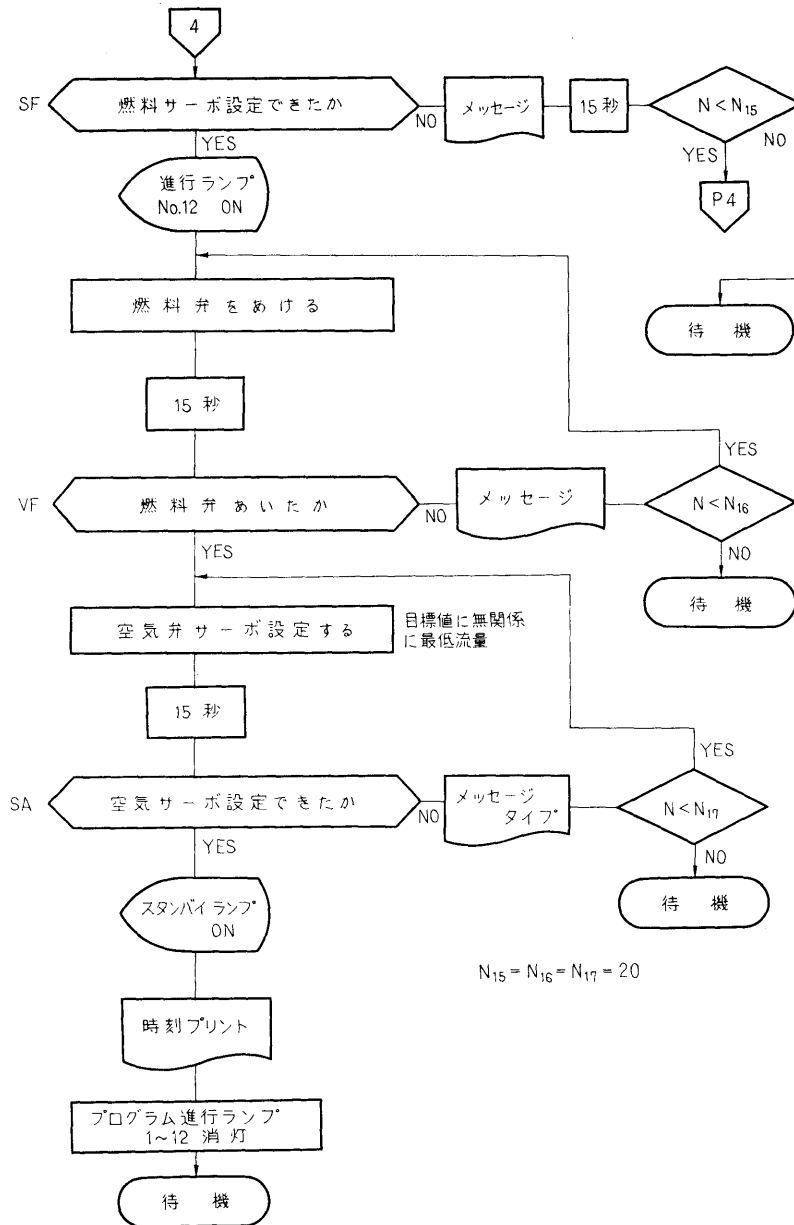 4
SF
燃料サーボ設定できたか
NO
メッセージ
15秒
N<N15
NO
YES
YES
P4
進行ランプ
No.12 ON
燃料弁をあける
待機
15秒
YES
VF
燃料弁あいたか
NO
メッセージ
N<N16
YES
NO
待機
空気弁サーボ設定する
目標値に無関係
に最低流量
15秒
YES
SA
空気サーボ設定できたか
NO
メッセージ
タイプ
N<N17
YES
NO
待機
スタンバイランプ
ON
N15=N16=N17=20
時刻プリント
プログラム進行ランプ
1~12 消灯
待機